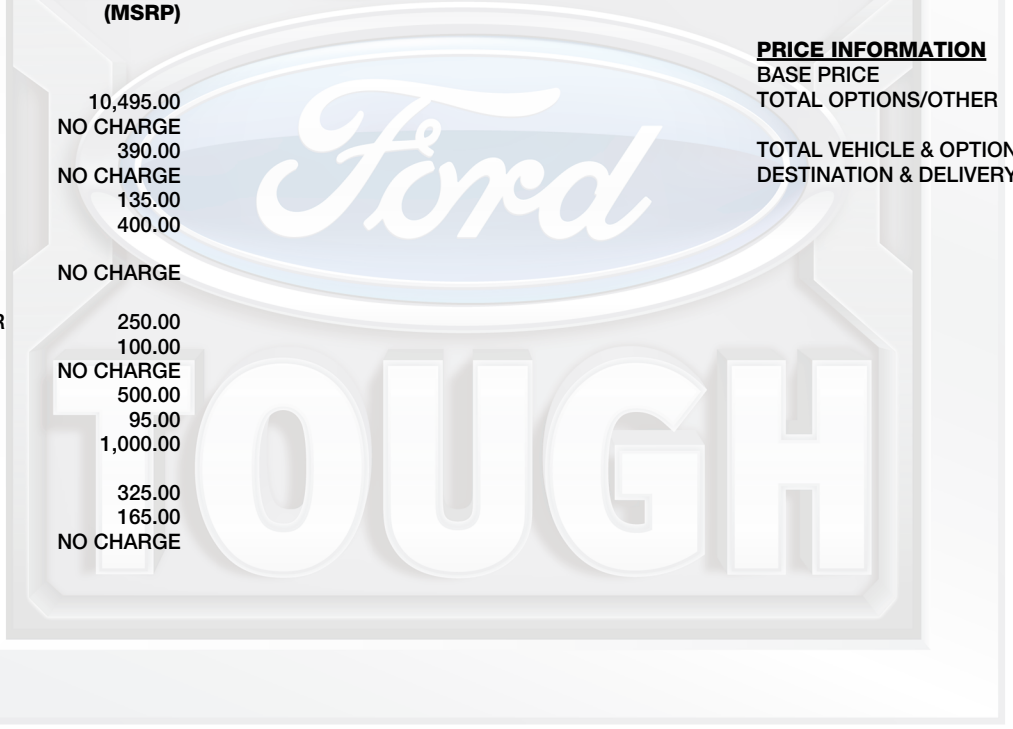 (MSRP)
10,495.00
NO CHARGE
390.00
NO CHARGE
135.00
400.00
NO CHARGE
R 250.00
100.00
NO CHARGE
500.00
95.00
1,000.00
325.00
165.00
NO CHARGE
PRICE INFORMATION
BASE PRICE
TOTAL OPTIONS/OTHER
TOTAL VEHICLE & OPTION
DESTINATION & DELIVERY
Ford
TOUGH